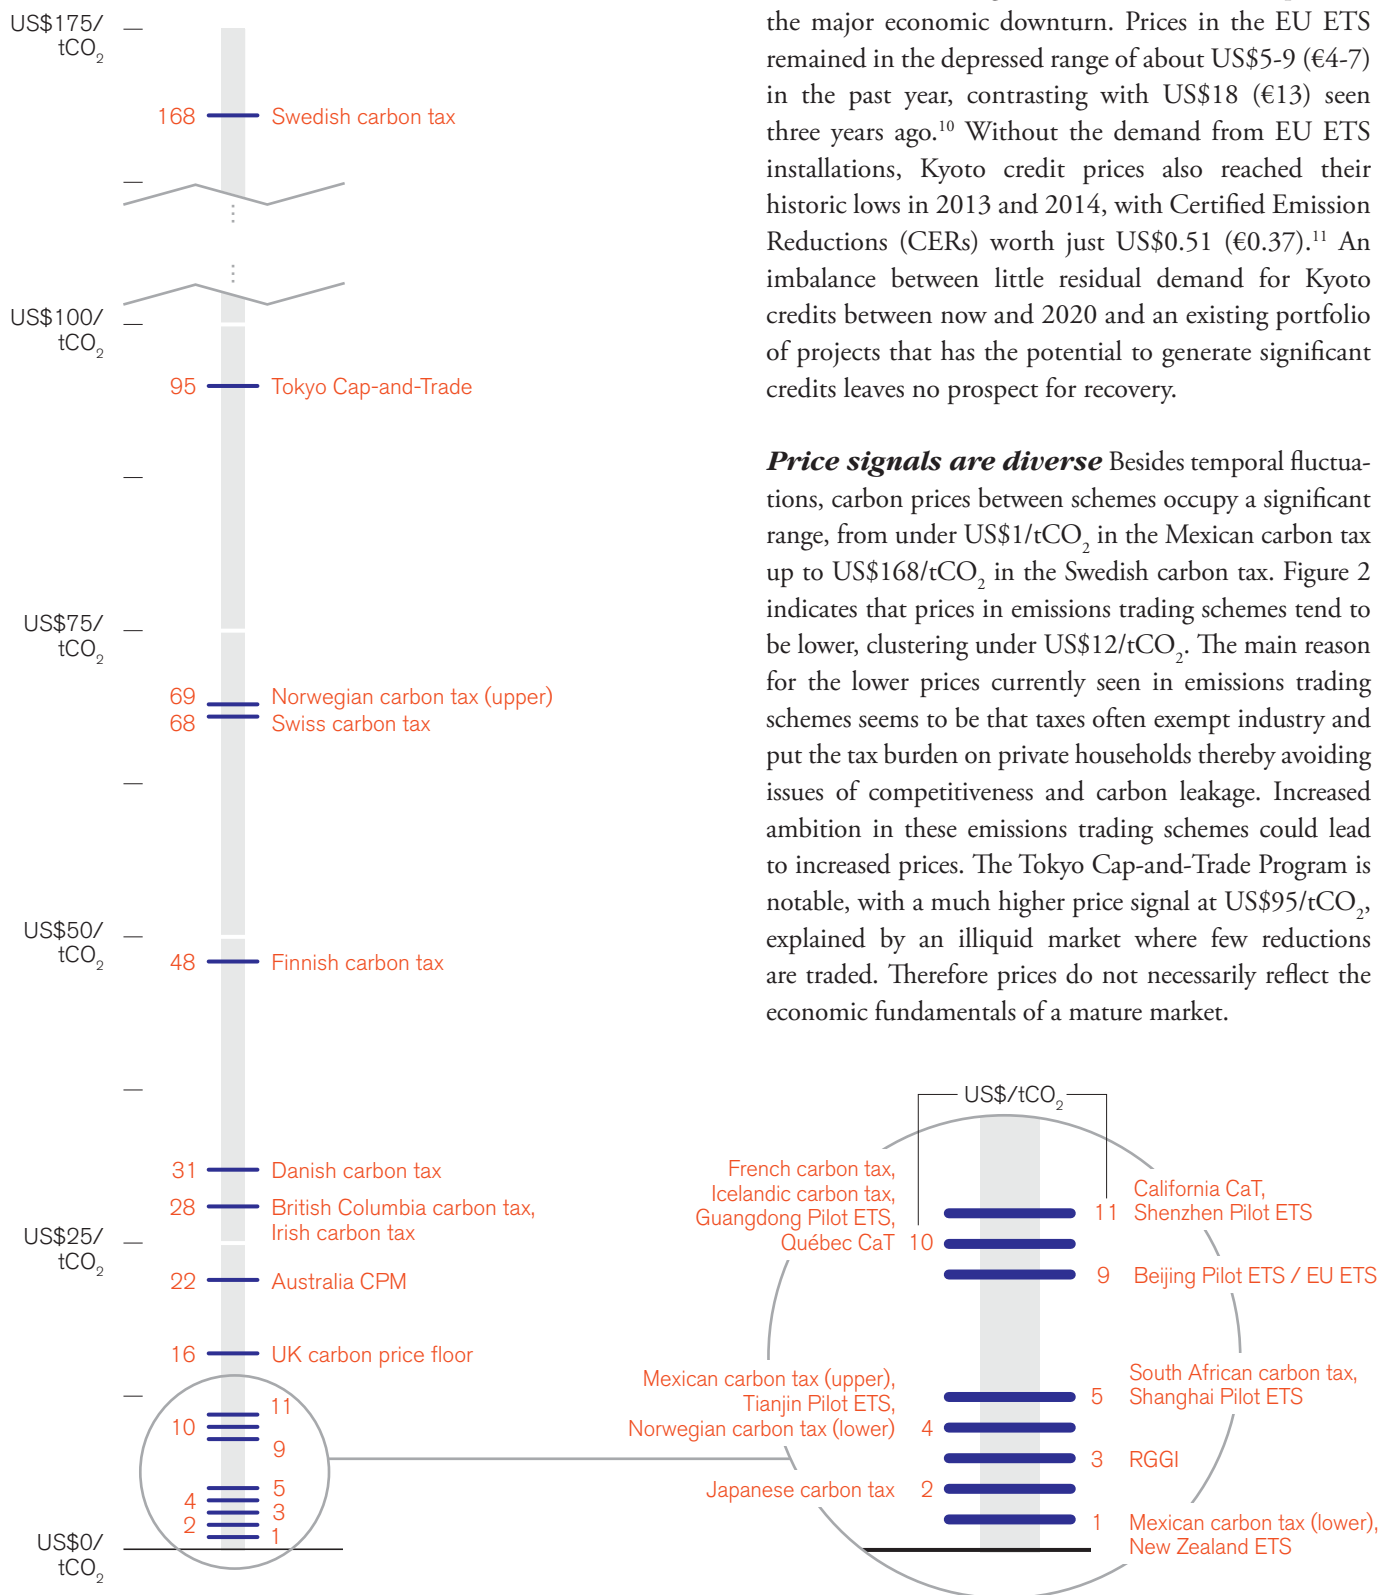 US$175/
tCO₂
168 Swedish carbon tax
US$100/
tCO₂
95 Tokyo Cap-and-Trade
US$75/
tCO₂
69 Norwegian carbon tax (upper)
68 Swiss carbon tax
US$50/
tCO₂
48 Finnish carbon tax
31 Danish carbon tax
28 British Columbia carbon tax,
Irish carbon tax
US$25/
tCO₂
22 Australia CPM
16 UK carbon price floor
11
10
9
5
4
3
2
1
US$0/
tCO₂
the major economic downturn. Prices in the EU ETS
remained in the depressed range of about US$5-9 (€4-7)
in the past year, contrasting with US$18 (€13) seen
three years ago.¹⁰ Without the demand from EU ETS
installations, Kyoto credit prices also reached their
historic lows in 2013 and 2014, with Certified Emission
Reductions (CERs) worth just US$0.51 (€0.37).¹¹ An
imbalance between little residual demand for Kyoto
credits between now and 2020 and an existing portfolio
of projects that has the potential to generate significant
credits leaves no prospect for recovery.
Price signals are diverse Besides temporal fluctua-
tions, carbon prices between schemes occupy a significant
range, from under US$1/tCO₂ in the Mexican carbon tax
up to US$168/tCO₂ in the Swedish carbon tax. Figure 2
indicates that prices in emissions trading schemes tend to
be lower, clustering under US$12/tCO₂. The main reason
for the lower prices currently seen in emissions trading
schemes seems to be that taxes often exempt industry and
put the tax burden on private households thereby avoiding
issues of competitiveness and carbon leakage. Increased
ambition in these emissions trading schemes could lead
to increased prices. The Tokyo Cap-and-Trade Program is
notable, with a much higher price signal at US$95/tCO₂,
explained by an illiquid market where few reductions
are traded. Therefore prices do not necessarily reflect the
economic fundamentals of a mature market.
US$/tCO₂
French carbon tax,
Icelandic carbon tax,
Guangdong Pilot ETS,
Québec CaT 10
11 California CaT,
Shenzhen Pilot ETS
9 Beijing Pilot ETS / EU ETS
Mexican carbon tax (upper),
Tianjin Pilot ETS,
Norwegian carbon tax (lower) 4
5 South African carbon tax,
Shanghai Pilot ETS
3 RGGI
Japanese carbon tax 2
1 Mexican carbon tax (lower),
New Zealand ETS